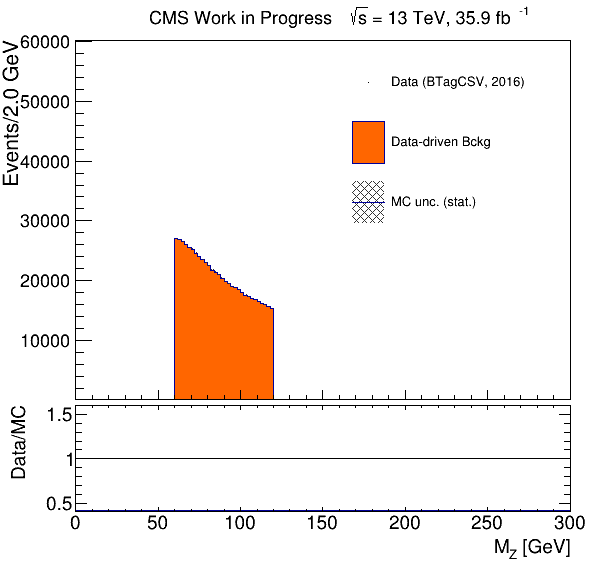 CMS Work in Progress √s = 13 TeV, 35.9 fb -1
Events/2.0 GeV
60000
50000
40000
30000
20000
10000
Data (BTagCSV, 2016)
Data-driven Bckg
MC unc. (stat.)
Data/MC
1.5
1
0.5
0 50 100 150 200 250 300
M_Z [GeV]